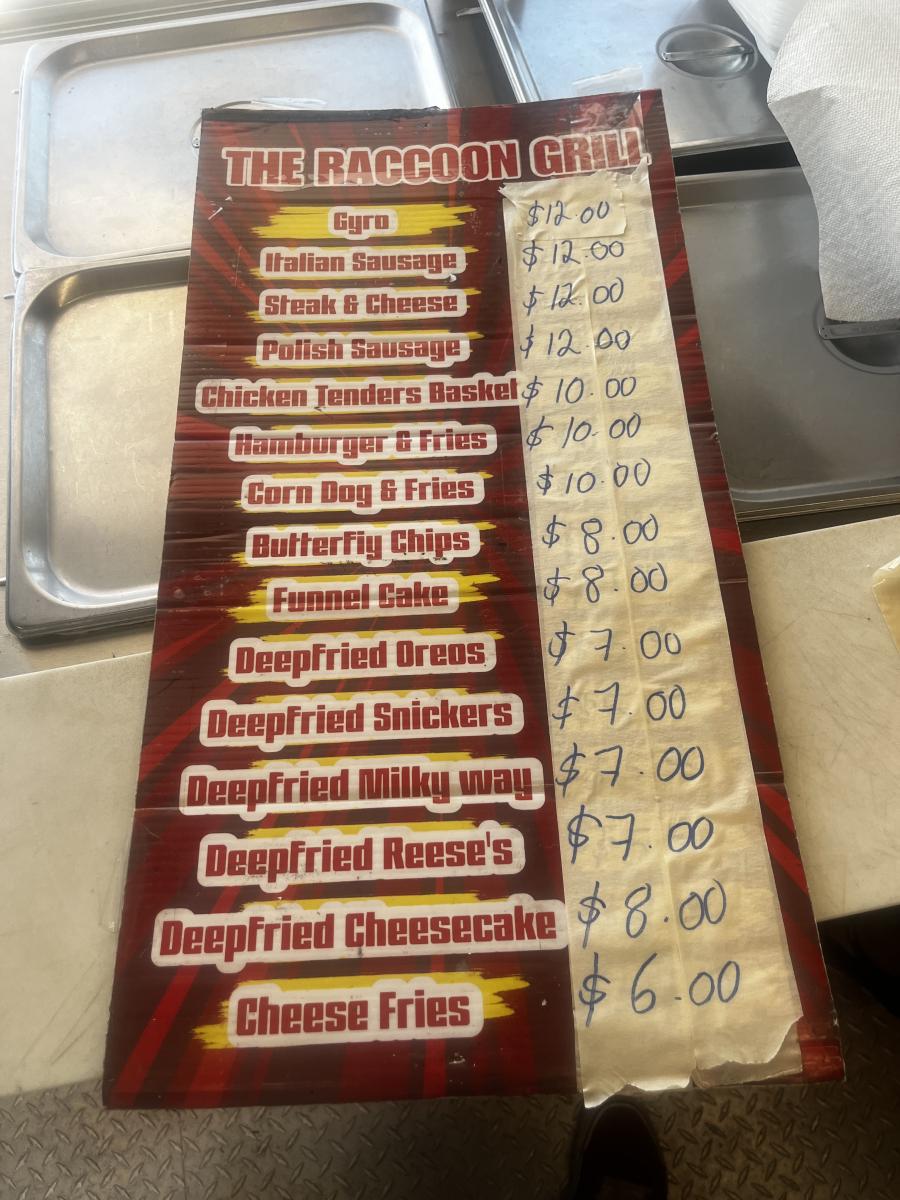 THE RACCOON GRILL
Gyro $12.00
Italian Sausage $12.00
Steak & Cheese $12.00
Polish Sausage $12.00
Chicken Tenders Basket $10.00
Hamburger & Fries $10.00
Corn Dog & Fries $10.00
Butterfly Chips $8.00
Funnel Cake $8.00
DeepFried Oreos $7.00
DeepFried Snickers $7.00
DeepFried Milky way $7.00
DeepFried Reese's $7.00
DeepFried Cheesecake $8.00
Cheese Fries $6.00